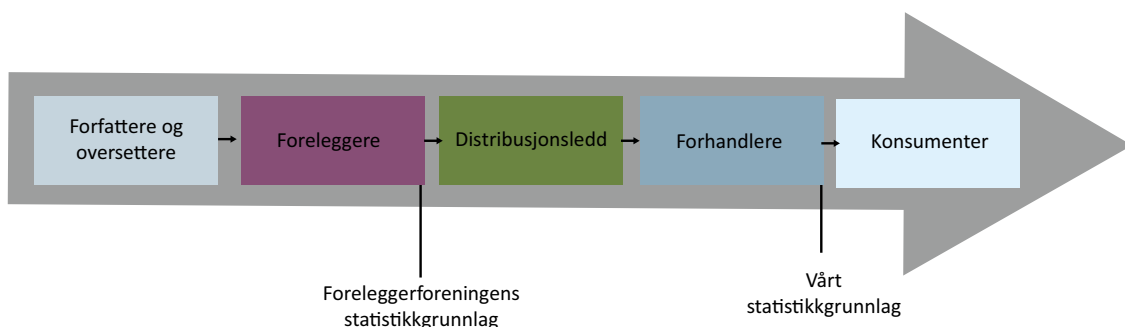 Forfattere og
oversettere
Foreleggere
Distribusjonsledd
Forhandlere
Konsumenter
Foreleggerforeningens
statistikkgrunnlag
Vårt
statistikkgrunnlag